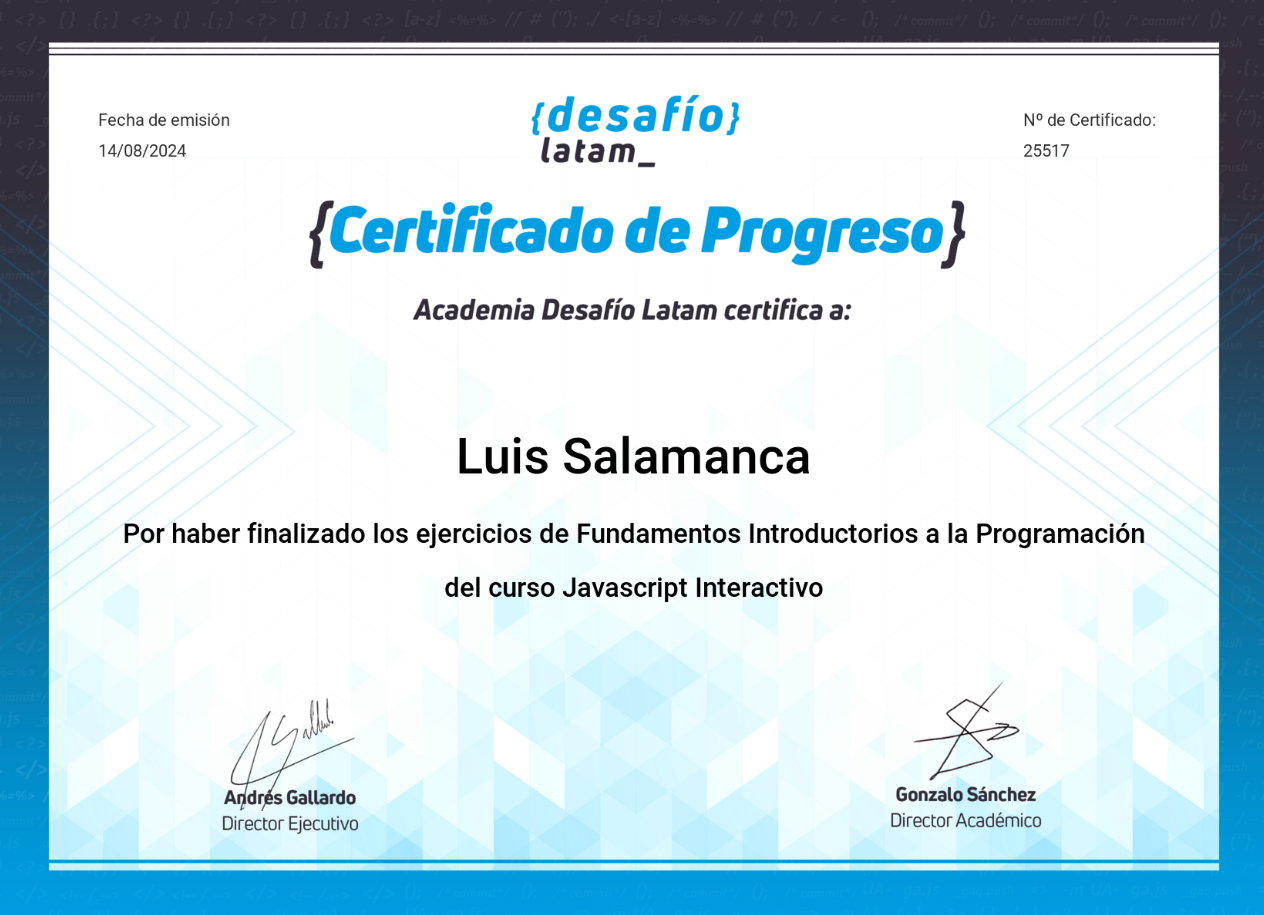 Fecha de emisión
14/08/2024
{desafío}
latam_
Nº de Certificado:
25517
{Certificado de Progreso}
Academia Desafío Latam certifica a:
Luis Salamanca
Por haber finalizado los ejercicios de Fundamentos Introductorios a la Programación
del curso Javascript Interactivo
Andrés Gallardo
Director Ejecutivo
Gonzalo Sánchez
Director Académico